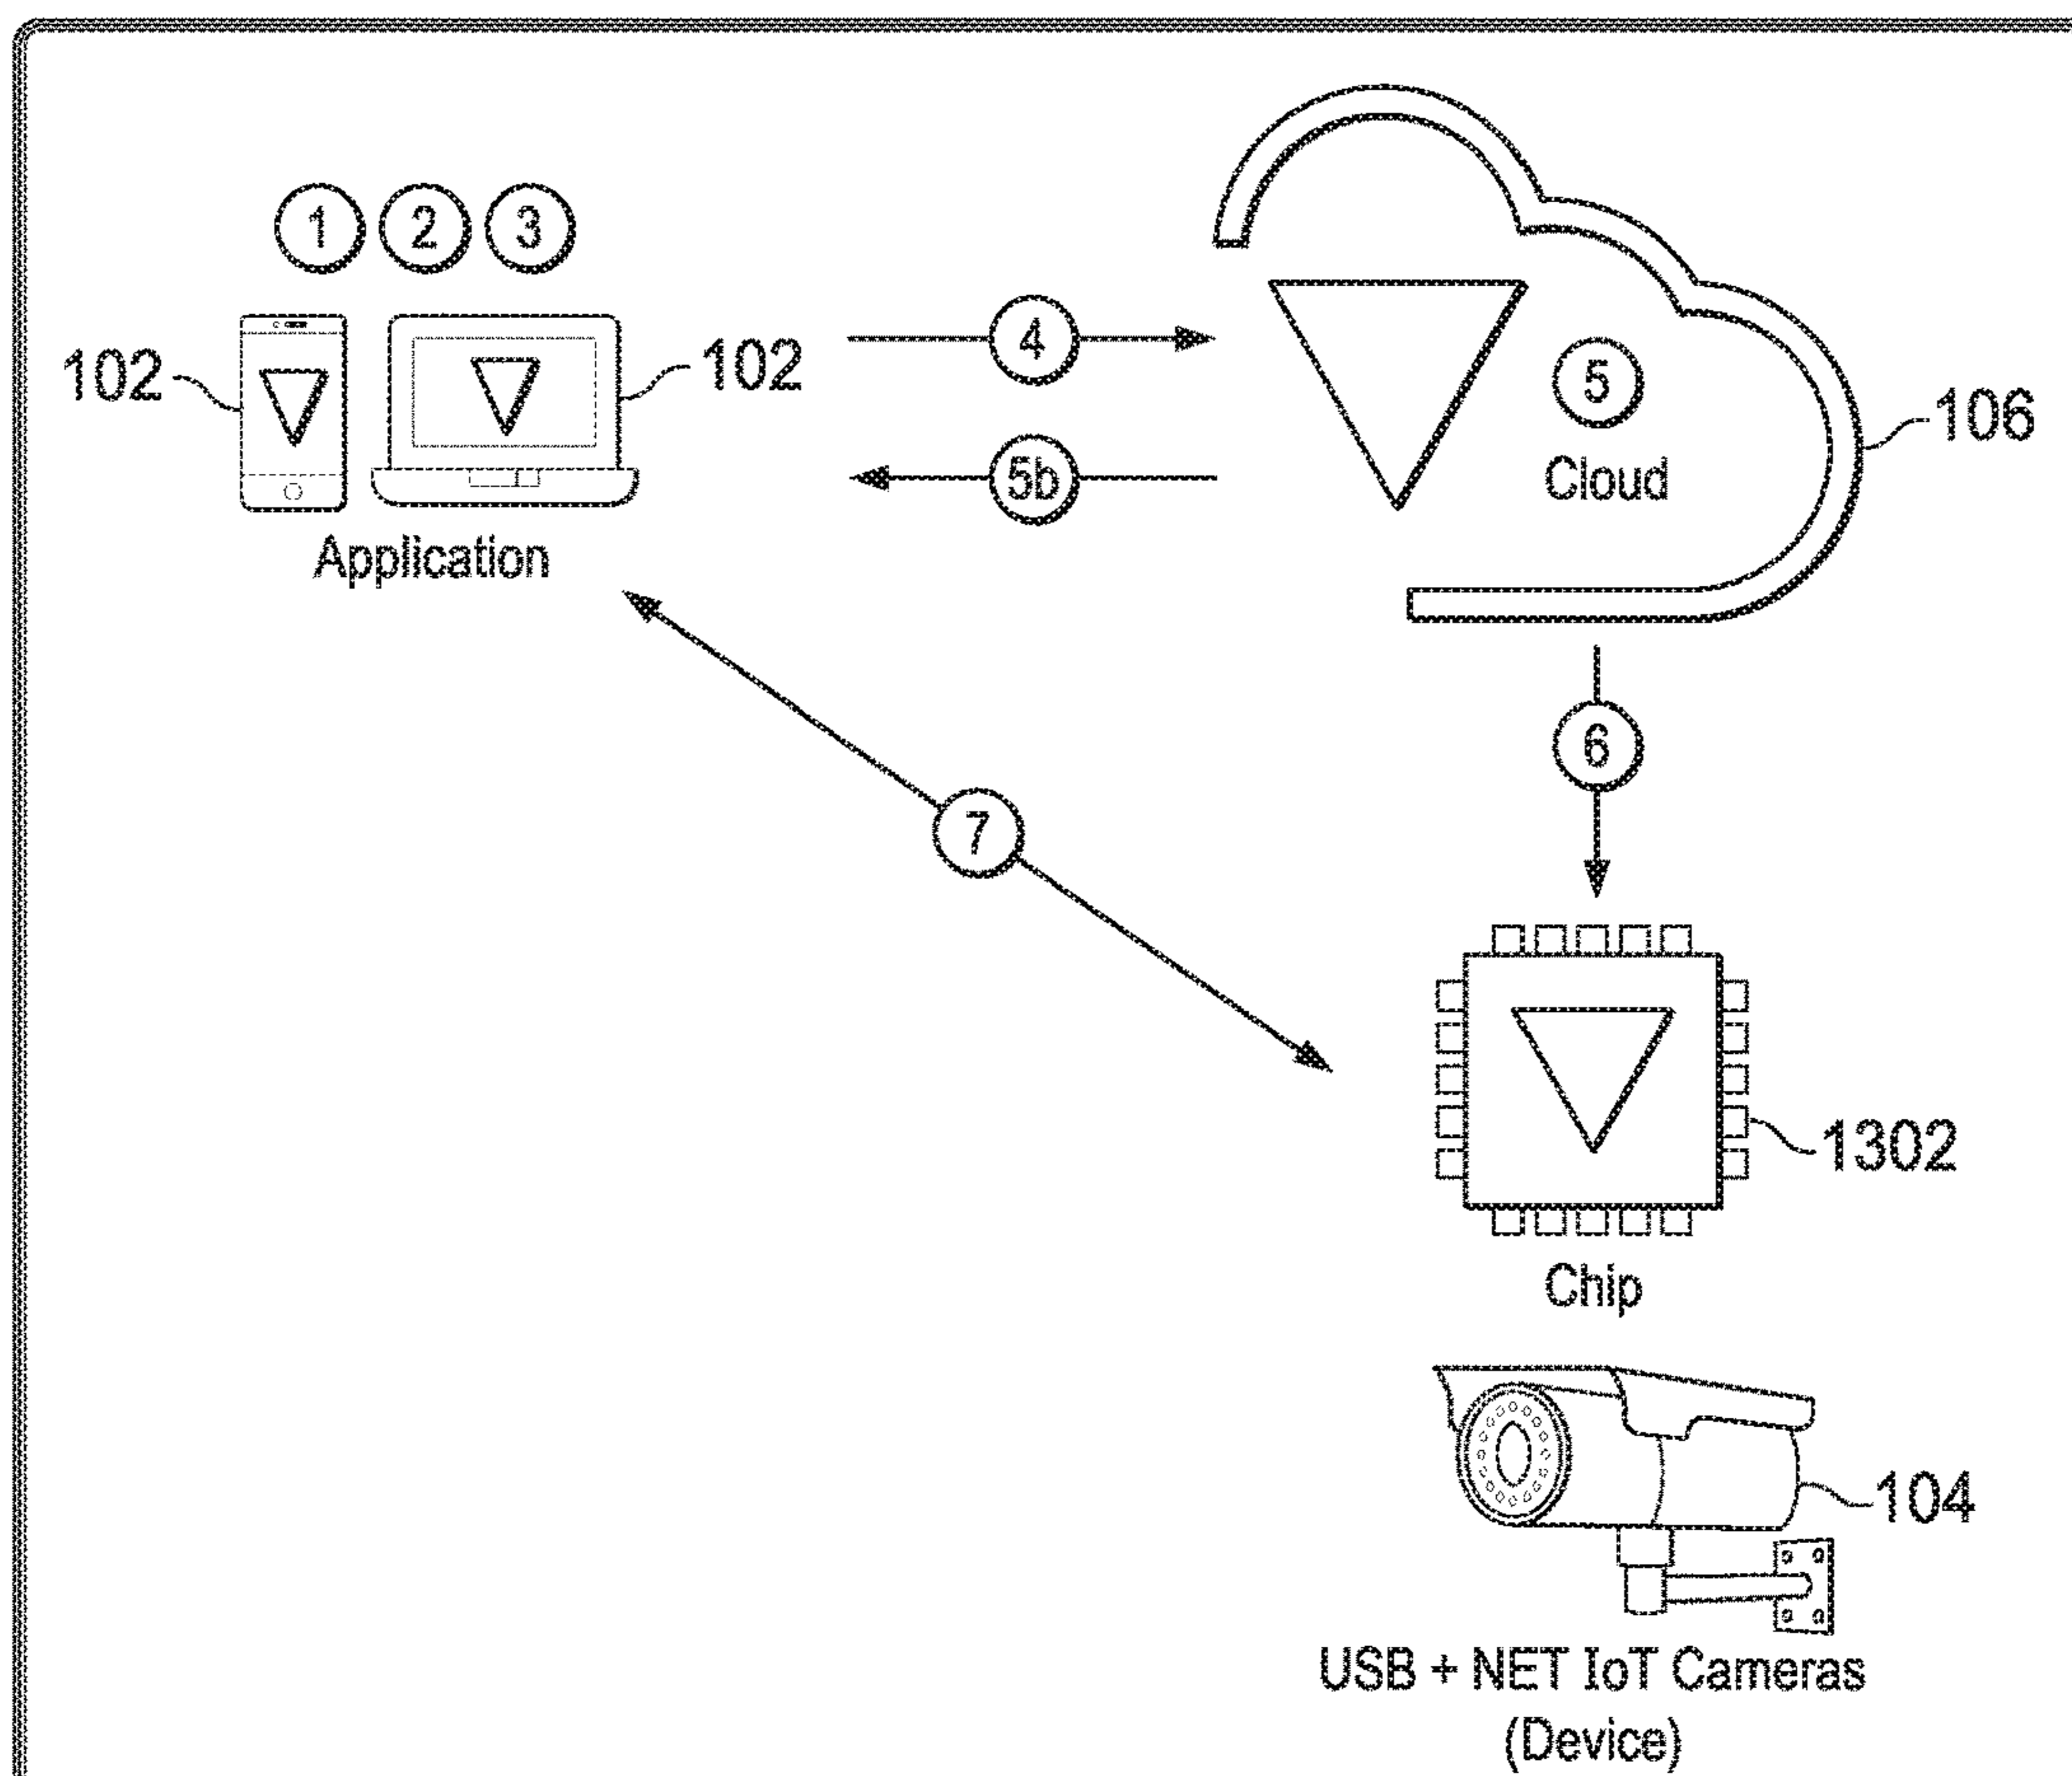 1 2 3
102
102
4
5
106
5b
Cloud
Application
6
7
1302
Chip
104
USB + NET IoT Cameras
(Device)